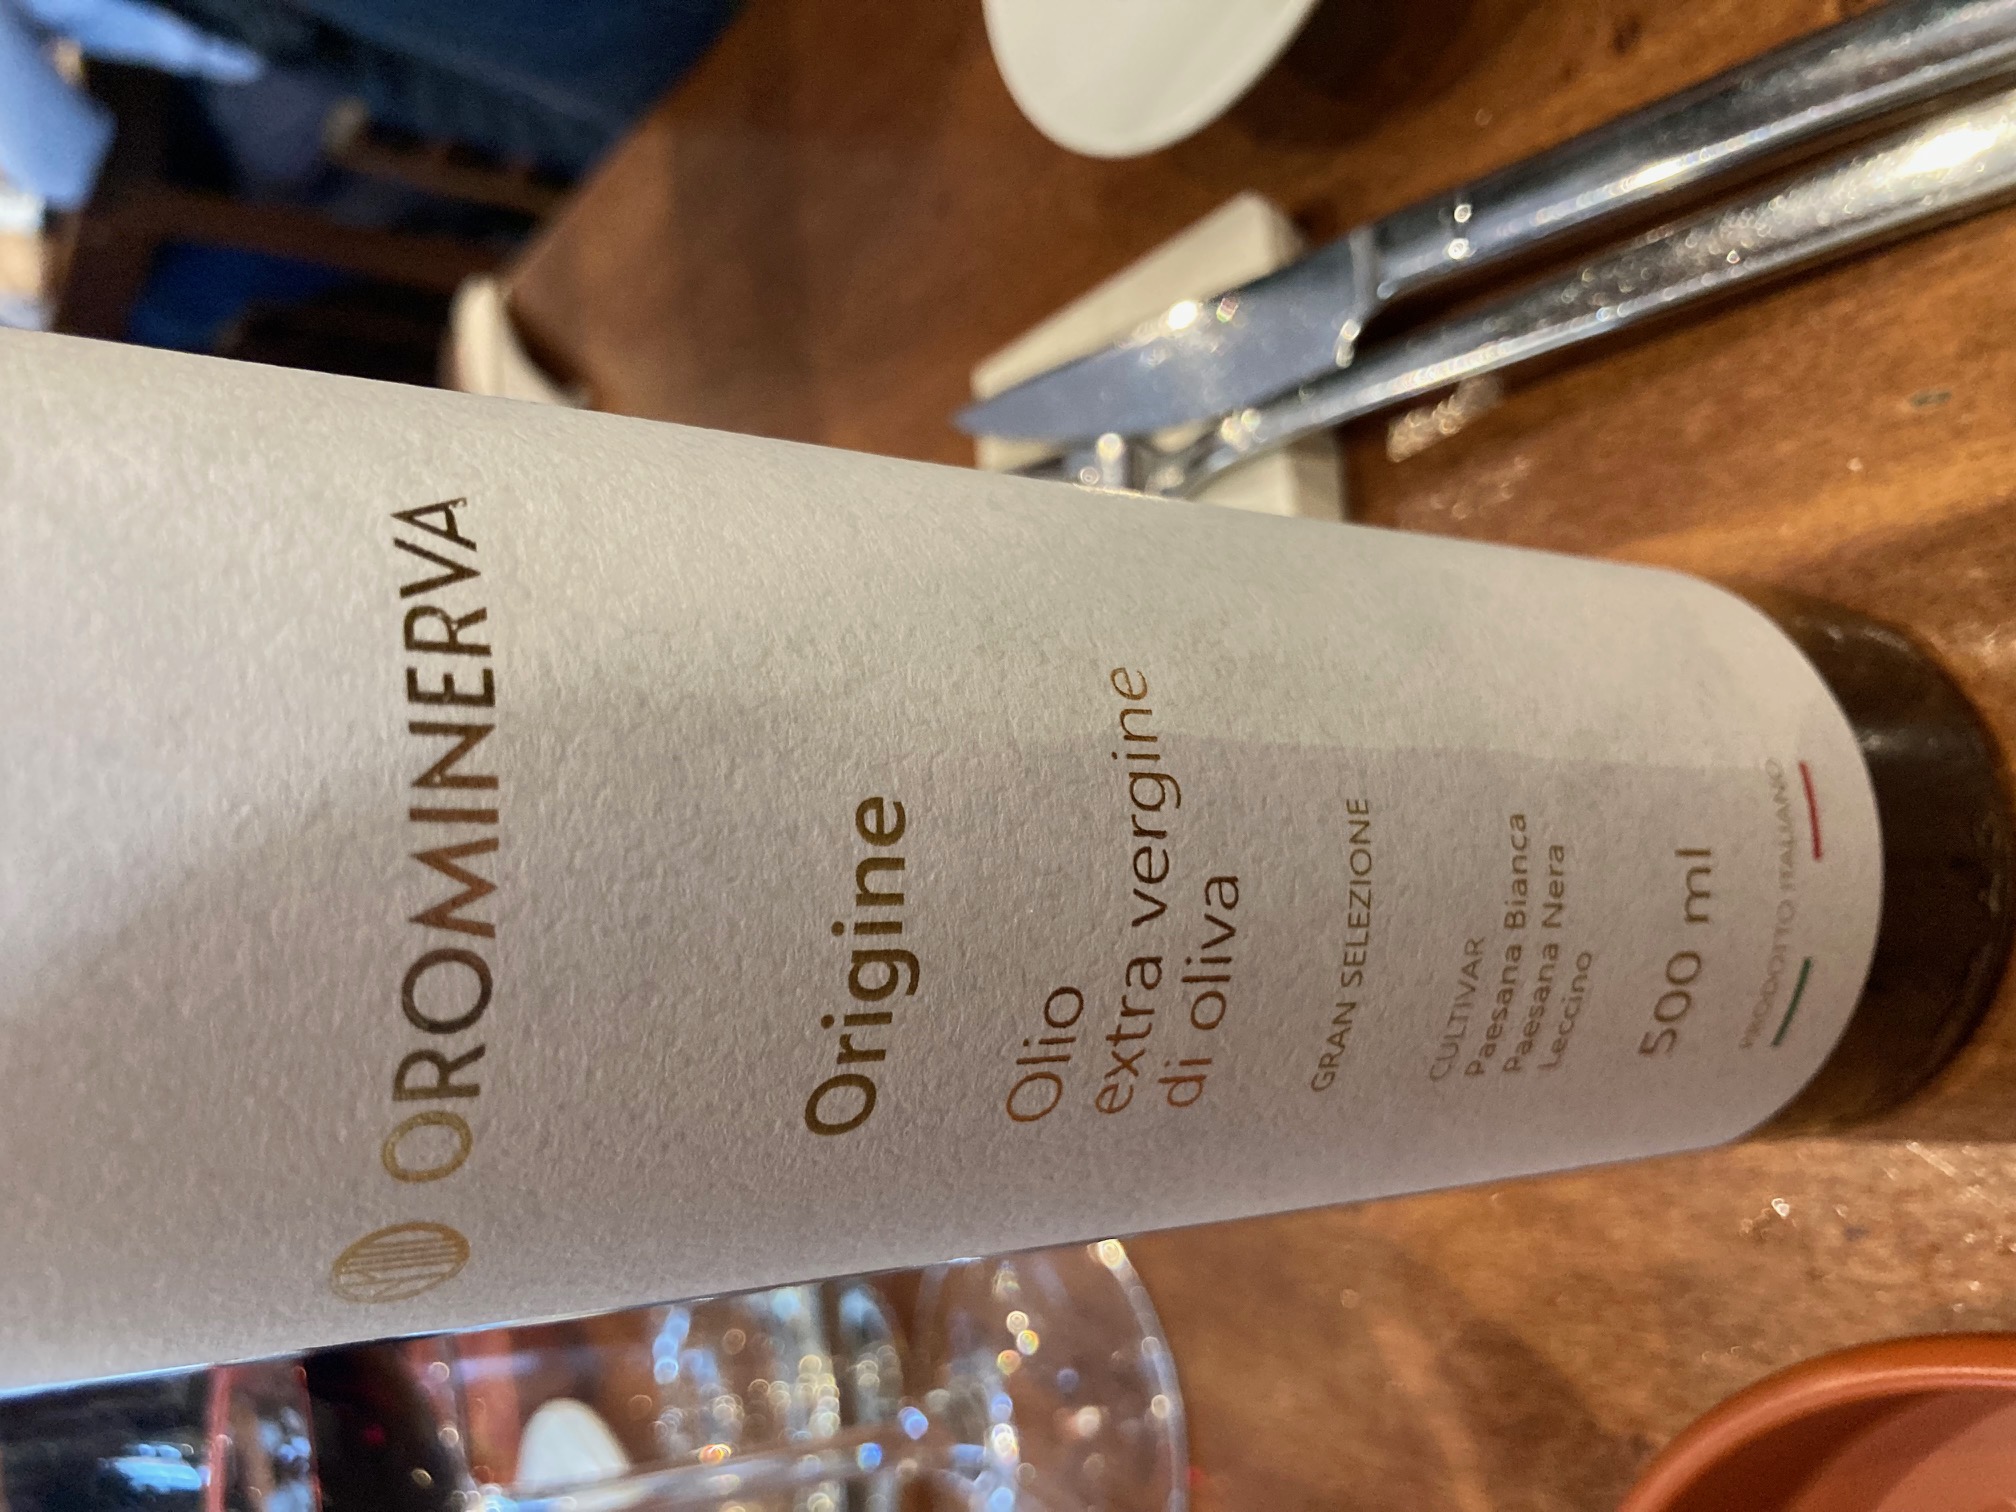 OROMINERVA
Origine
Olio
extra vergine
di oliva
GRAN SELEZIONE
CULTIVAR
Paesana Bianca
Paesana Nera
Leccino
500 ml
PRODOTTO ITALIANO